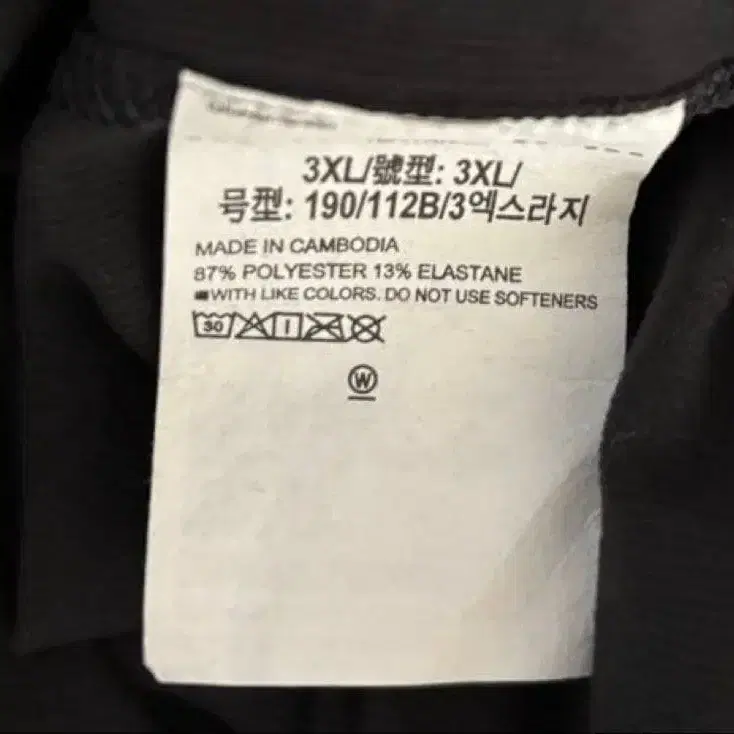 3XL/號型: 3XL/
号型: 190/112B/3엑스라지
MADE IN CAMBODIA
87% POLYESTER 13% ELASTANE
WITH LIKE COLORS. DO NOT USE SOFTENERS
30
W